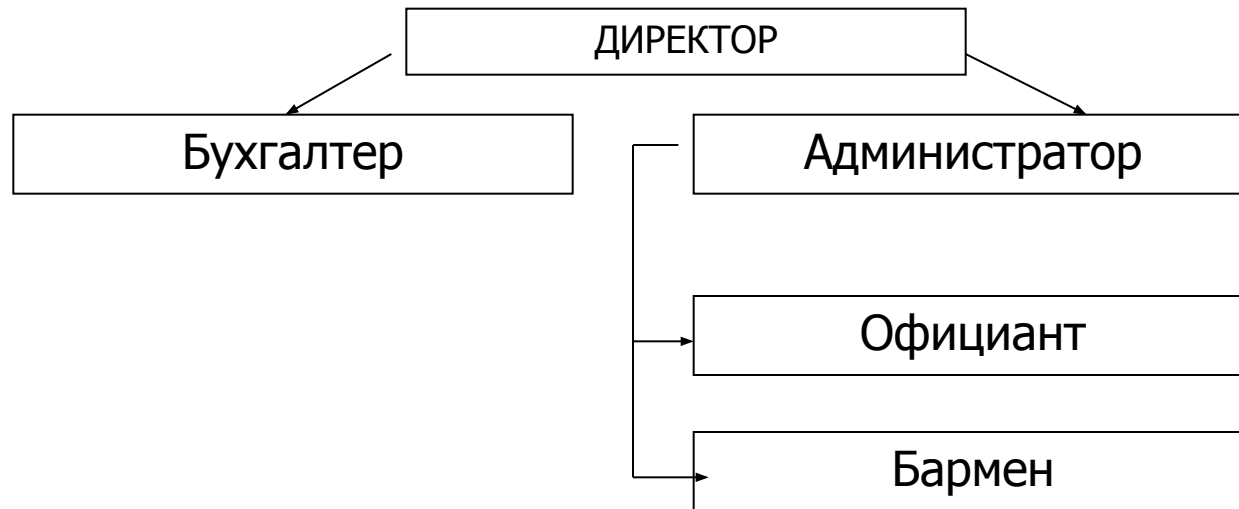 ДИРЕКТОР
Бухгалтер
Администратор
Официант
Бармен